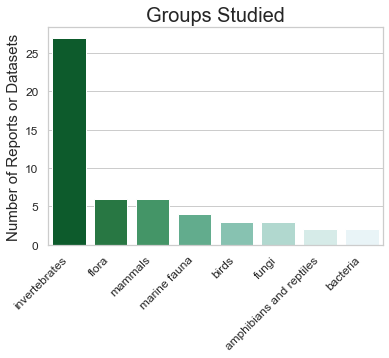 Groups Studied
Number of Reports or Datasets
25
20
15
10
5
0
invertebrates
flora
mammals
marine fauna
birds
fungi
amphibians and reptiles
bacteria